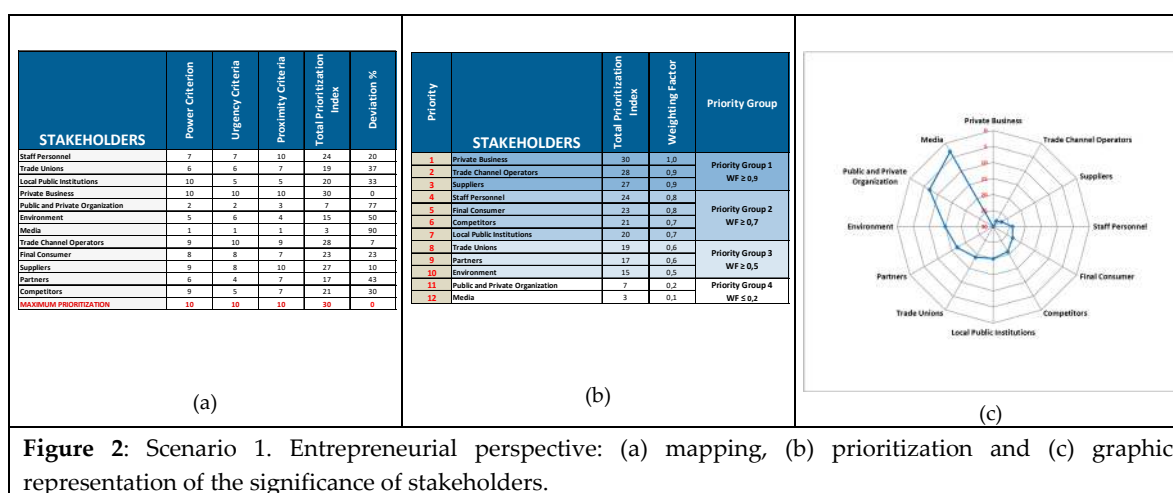 STAKEHOLDERS Power Criterion Urgency Criteria Proximity Criteria Total Prioritization Index Deviation %
Staff Personnel 7 7 10 24 20
Trade Unions 6 6 7 19 37
Local Public Institutions 10 5 5 20 33
Private Business 10 10 10 30 0
Public and Private Organization 2 2 3 7 77
Environment 5 6 4 15 50
Media 1 1 1 3 90
Trade Channel Operators 9 10 9 28 7
Final Consumer 8 8 7 23 23
Suppliers 9 8 10 27 10
Partners 6 4 7 17 43
Competitors 9 5 7 21 30
MAXIMUM PRIORITIZATION 10 10 10 30 0
(a)
Priority STAKEHOLDERS Total Prioritization Index Weighting Factor Priority Group
1 Private Business 30 1,0
2 Trade Channel Operators 28 0,9
3 Suppliers 27 0,9
Priority Group 1
WF ≥ 0,9
4 Staff Personnel 24 0,8
5 Final Consumer 23 0,8
6 Competitors 21 0,7
7 Local Public Institutions 20 0,7
Priority Group 2
WF ≥ 0,7
8 Trade Unions 19 0,6
9 Partners 17 0,6
10 Environment 15 0,5
Priority Group 3
WF ≥ 0,5
11 Public and Private Organization 7 0,2
12 Media 3 0,1
Priority Group 4
WF ≤ 0,2
(b)
Private Business
Trade Channel Operators
Suppliers
Staff Personnel
Final Consumer
Competitors
Local Public Institutions
Trade Unions
Partners
Environment
Public and Private
Organization
Media
(c)
Figure 2: Scenario 1. Entrepreneurial perspective: (a) mapping, (b) prioritization and (c) graphic
representation of the significance of stakeholders.